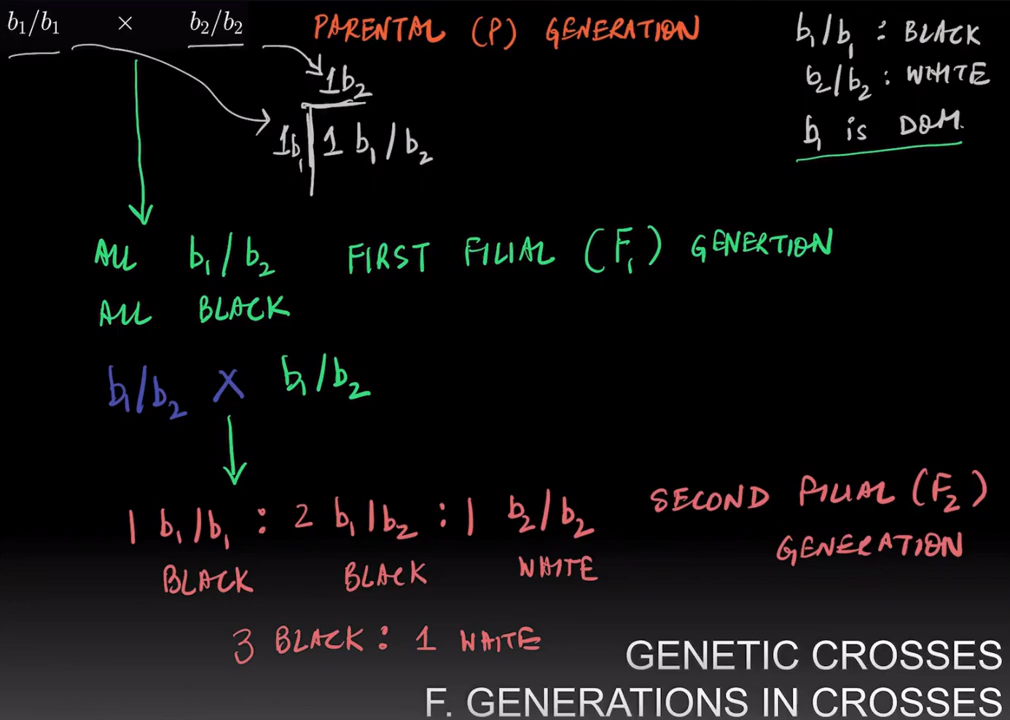 b₁/b₁ × b₂/b₂ PARENTAL (P) GENERATION
b₁/b₁ : BLACK
b₂/b₂ : WHITE
b₁ is DOM.
1b₂
1b₁ 1 b₁/b₂
ALL b₁/b₂ FIRST FILIAL (F₁) GENERTION
ALL BLACK
b₁/b₂ X b₁/b₂
1 b₁/b₁ : 2 b₁/b₂ : 1 b₂/b₂ SECOND FILIAL (F₂)
GENERATION
BLACK BLACK WHITE
3 BLACK : 1 WHITE
GENETIC CROSSES
F. GENERATIONS IN CROSSES